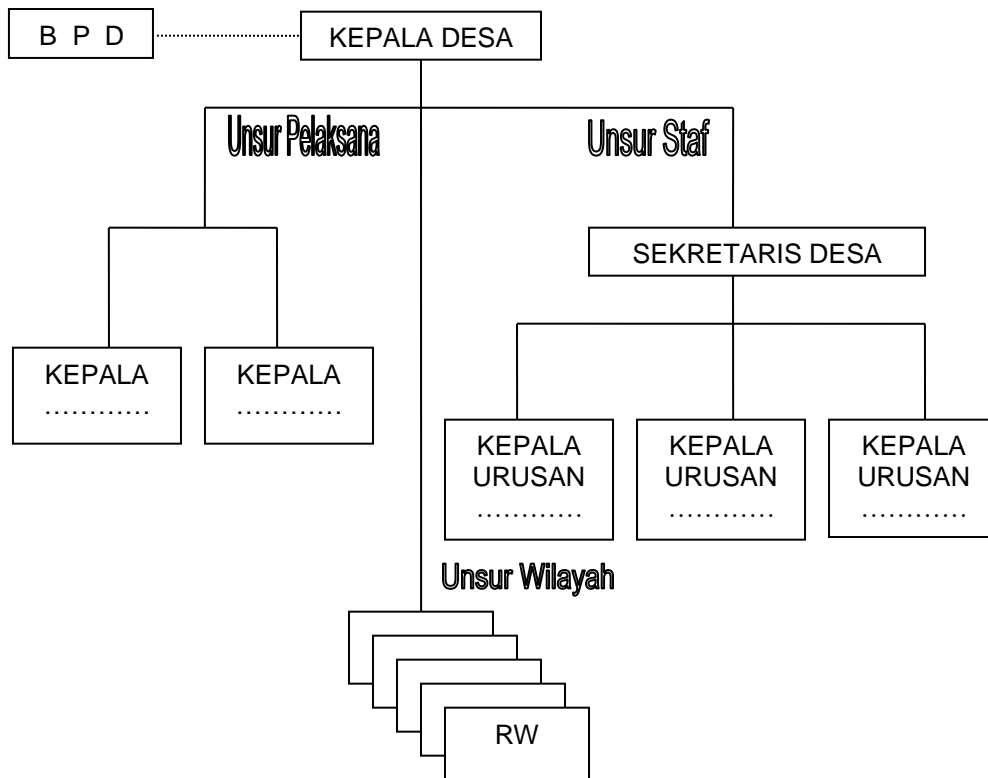 B P D
KEPALA DESA
Unsur Pelaksana
Unsur Staf
SEKRETARIS DESA
KEPALA
…………
KEPALA
…………
KEPALA
URUSAN
…………
KEPALA
URUSAN
…………
KEPALA
URUSAN
…………
Unsur Wilayah
RW